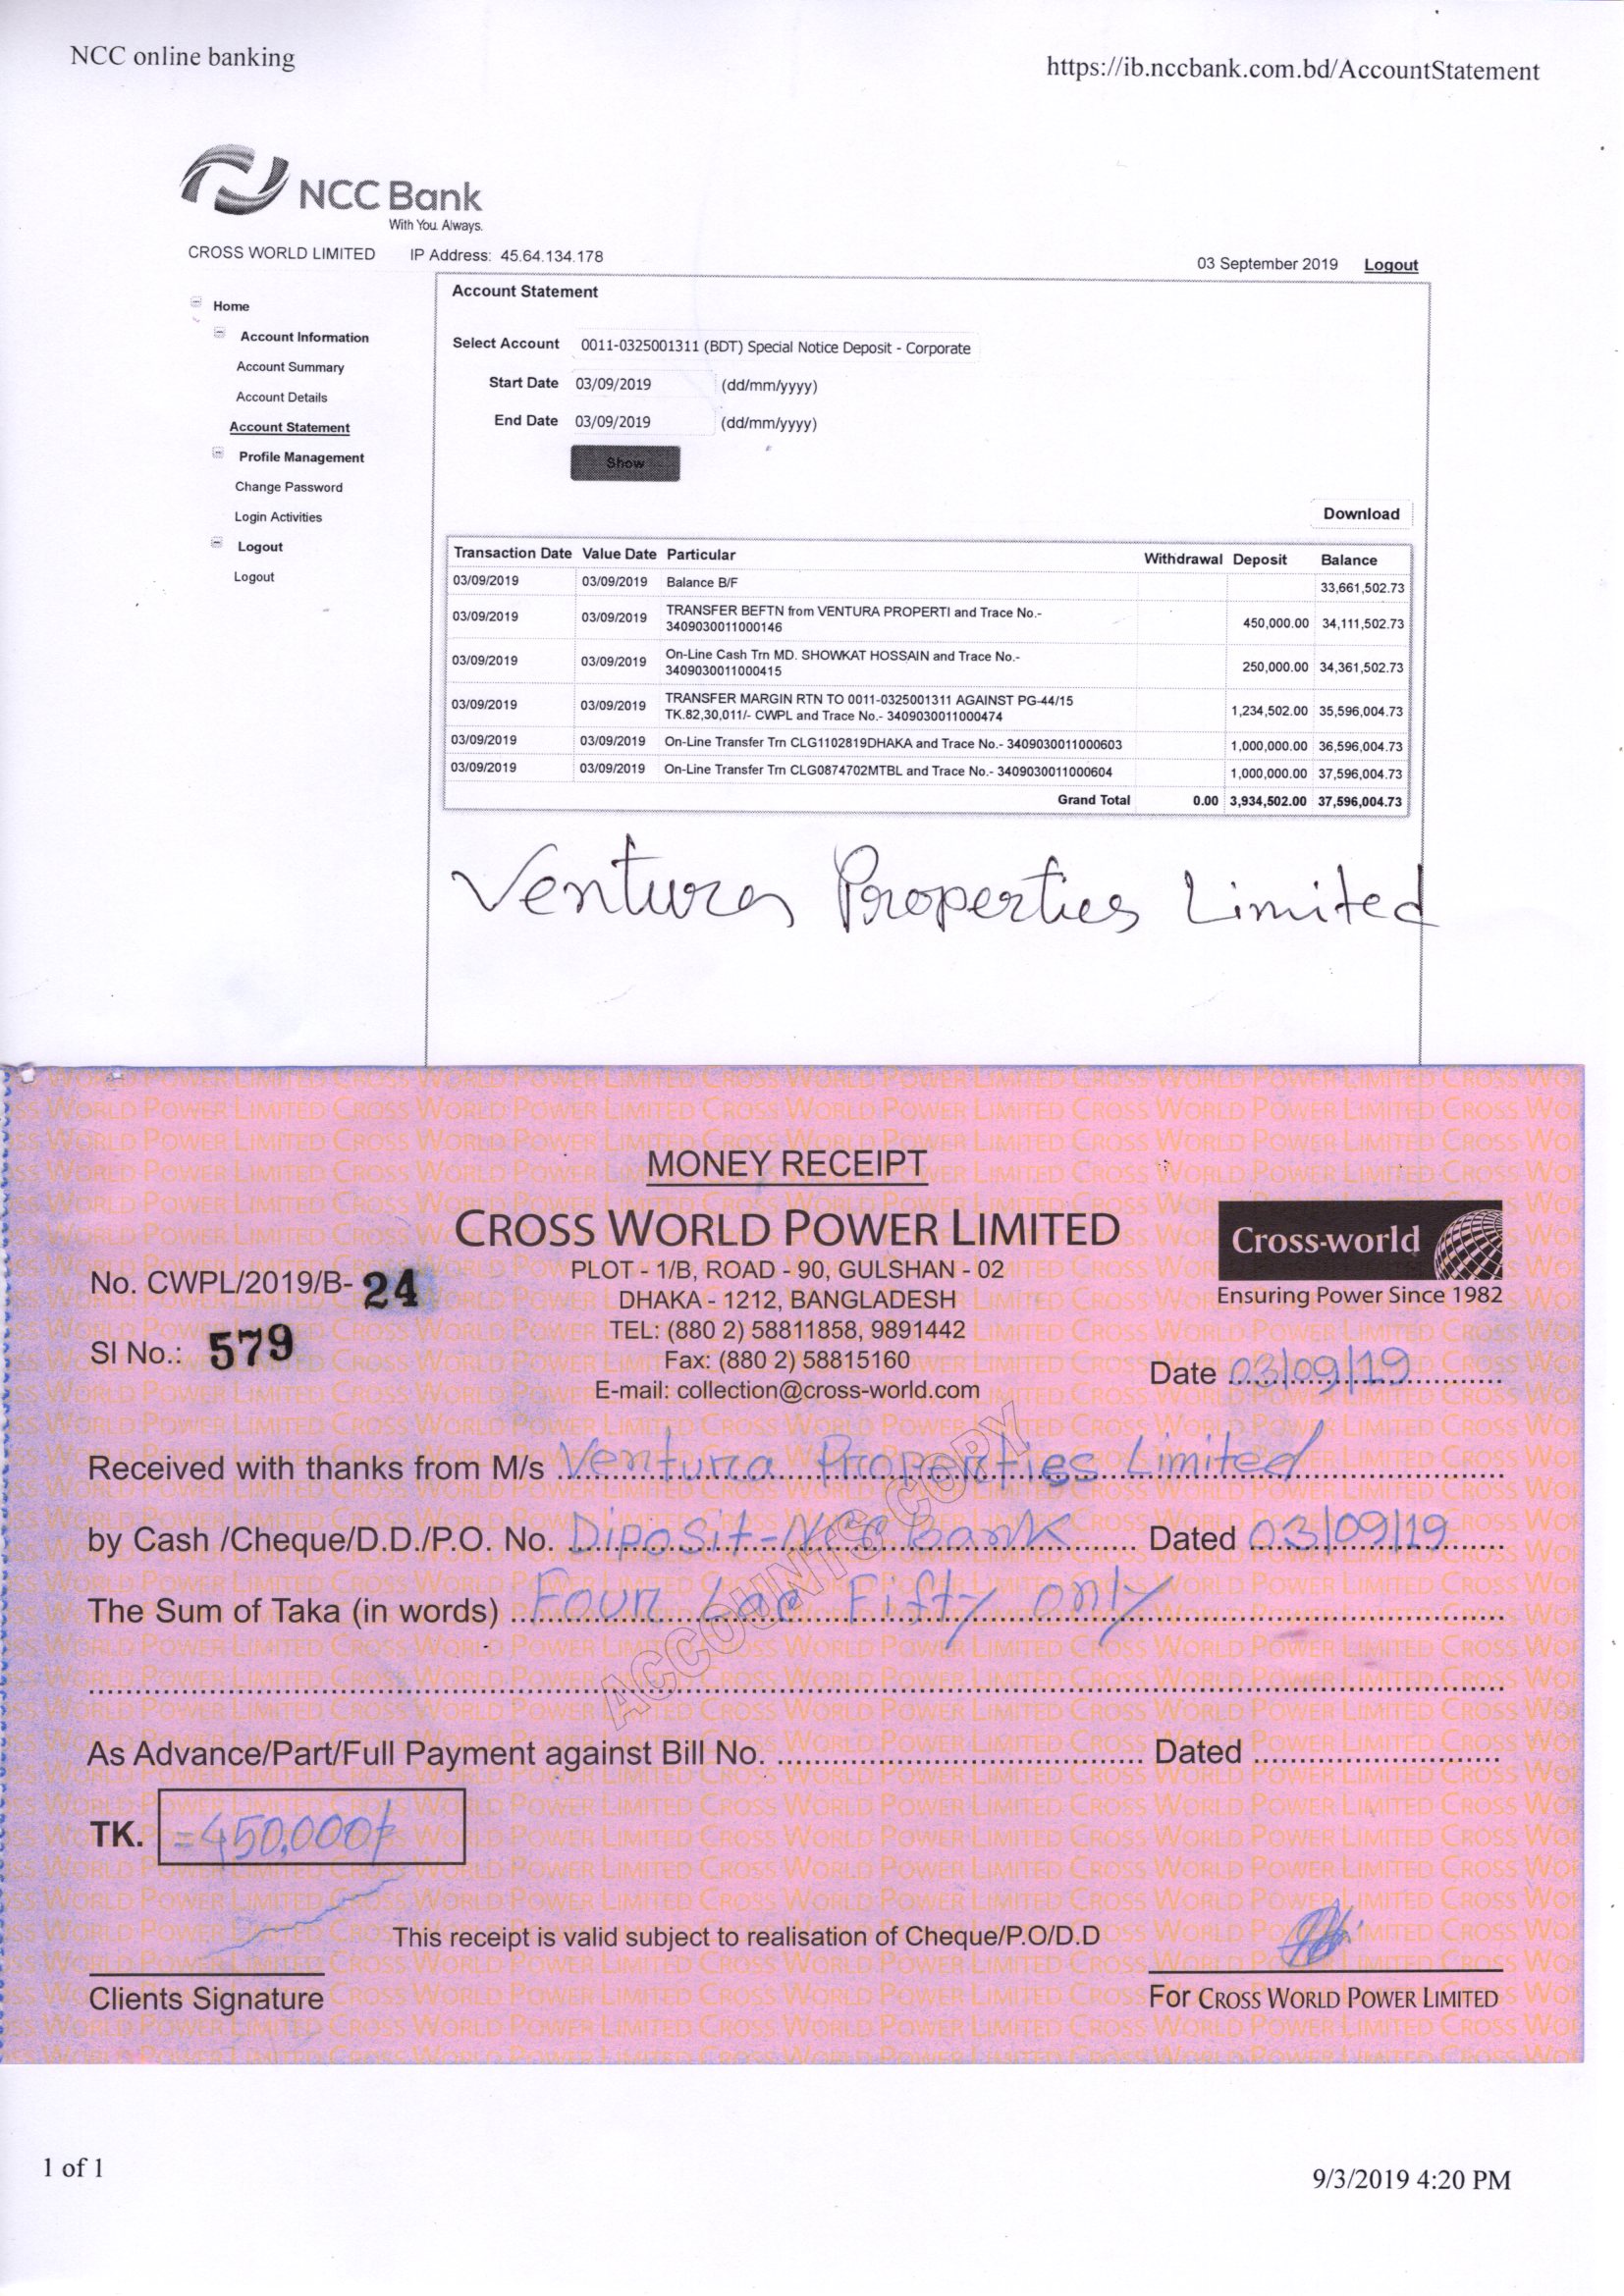 NCC online banking
https://ib.nccbank.com.bd/AccountStatement
NCC Bank
With You. Always.
CROSS WORLD LIMITED IP Address: 45.64.134.178
03 September 2019 Logout
Home
Account Information
Account Summary
Account Details
Account Statement
Profile Management
Change Password
Login Activities
Logout
Logout
Account Statement
Select Account 0011-0325001311 (BDT) Special Notice Deposit - Corporate
Start Date 03/09/2019 (dd/mm/yyyy)
End Date 03/09/2019 (dd/mm/yyyy)
Show
Download
Transaction Date Value Date Particular Withdrawal Deposit Balance
03/09/2019 03/09/2019 Balance B/F 33,661,502.73
03/09/2019 03/09/2019 TRANSFER BEFTN from VENTURA PROPERTI and Trace No.-
3409030011000146 450,000.00 34,111,502.73
03/09/2019 03/09/2019 On-Line Cash Trn MD. SHOWKAT HOSSAIN and Trace No.-
3409030011000415 250,000.00 34,361,502.73
03/09/2019 03/09/2019 TRANSFER MARGIN RTN TO 0011-0325001311 AGAINST PG-44/15
TK.82,30,011/- CWPL and Trace No.- 3409030011000474 1,234,502.00 35,596,004.73
03/09/2019 03/09/2019 On-Line Transfer Trn CLG1102819DHAKA and Trace No.- 3409030011000603 1,000,000.00 36,596,004.73
03/09/2019 03/09/2019 On-Line Transfer Trn CLG0874702MTBL and Trace No.- 3409030011000604 1,000,000.00 37,596,004.73
Grand Total 0.00 3,934,502.00 37,596,004.73
Ventura Properties Limited
MONEY RECEIPT
CROSS WORLD POWER LIMITED
Cross-world
Ensuring Power Since 1982
No. CWPL/2019/B- 24
PLOT - 1/B, ROAD - 90, GULSHAN - 02
DHAKA - 1212, BANGLADESH
TEL: (880 2) 58811858, 9891442
Sl No.: 579
Fax: (880 2) 58815160
E-mail: collection@cross-world.com
Date 03/09/19
Received with thanks from M/s Ventura Properties Limited
by Cash /Cheque/D.D./P.O. No. Diposit-NCC Bank Dated 03/09/19
The Sum of Taka (in words) Four Lac Fifty only
ACCOUNTS COPY
As Advance/Part/Full Payment against Bill No. Dated
TK. =450,000/-
This receipt is valid subject to realisation of Cheque/P.O/D.D
Clients Signature
For CROSS WORLD POWER LIMITED
1 of 1
9/3/2019 4:20 PM